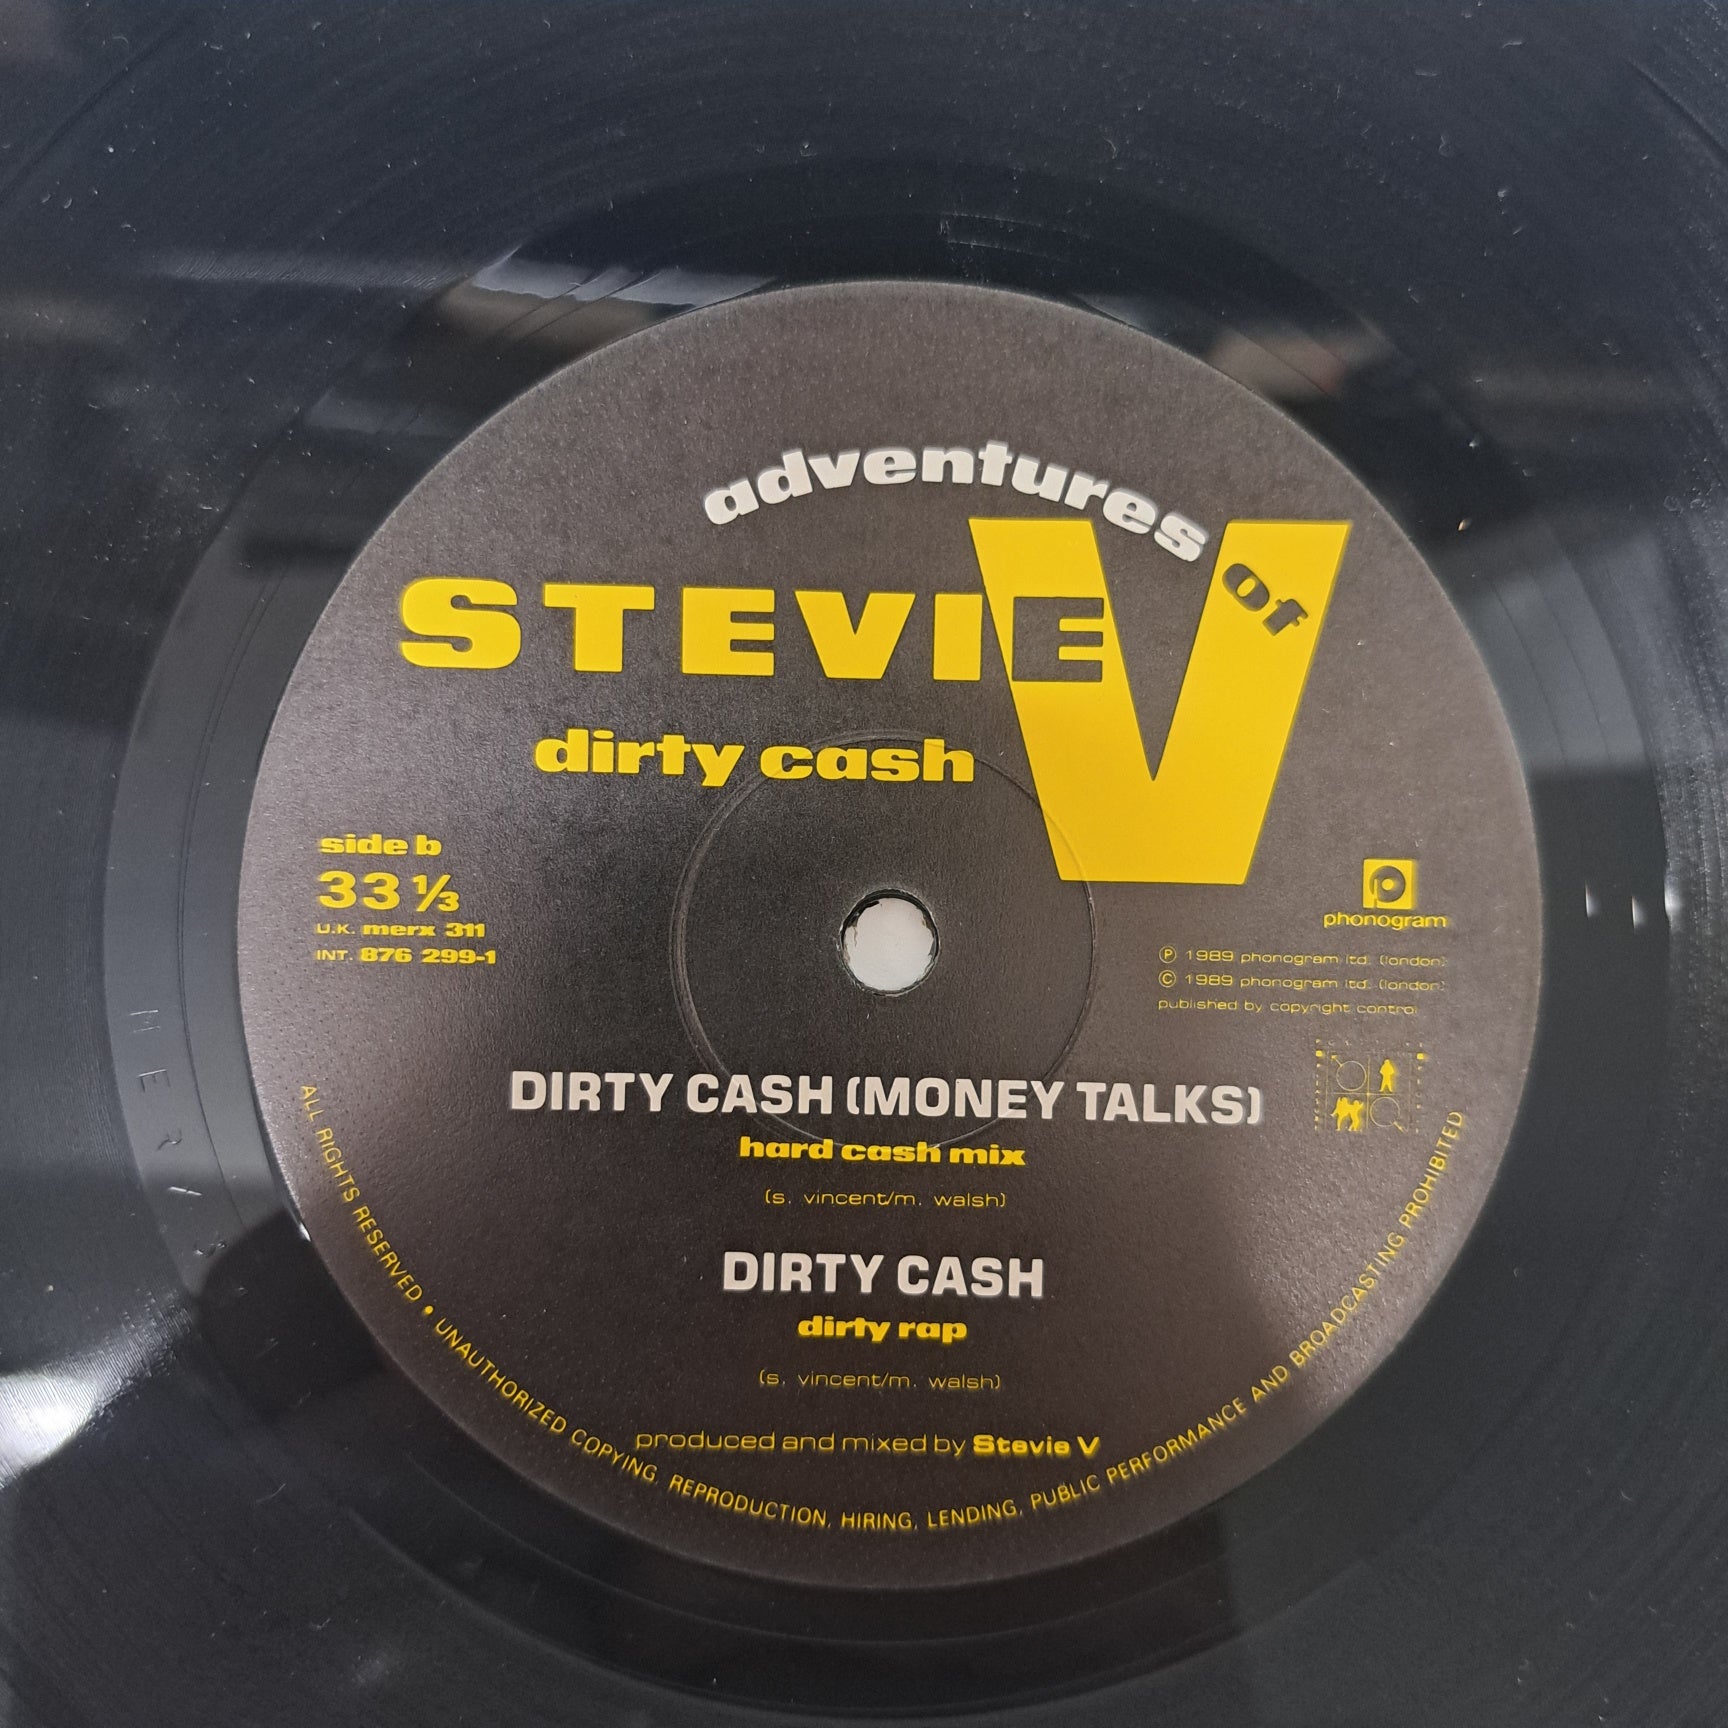 adventures
of
STEVIE V
dirty cash
side b
33 ⅓
U.K. merx 311
INT. 876 299-1
phonogram
Ⓟ 1989 phonogram ltd. (london)
© 1989 phonogram ltd. (london)
published by copyright control
DIRTY CASH (MONEY TALKS)
hard cash mix
(s. vincent/m. walsh)
DIRTY CASH
dirty rap
(s. vincent/m. walsh)
produced and mixed by Stevie V
ALL RIGHTS RESERVED • UNAUTHORIZED COPYING, REPRODUCTION, HIRING, LENDING, PUBLIC PERFORMANCE AND BROADCASTING PROHIBITED